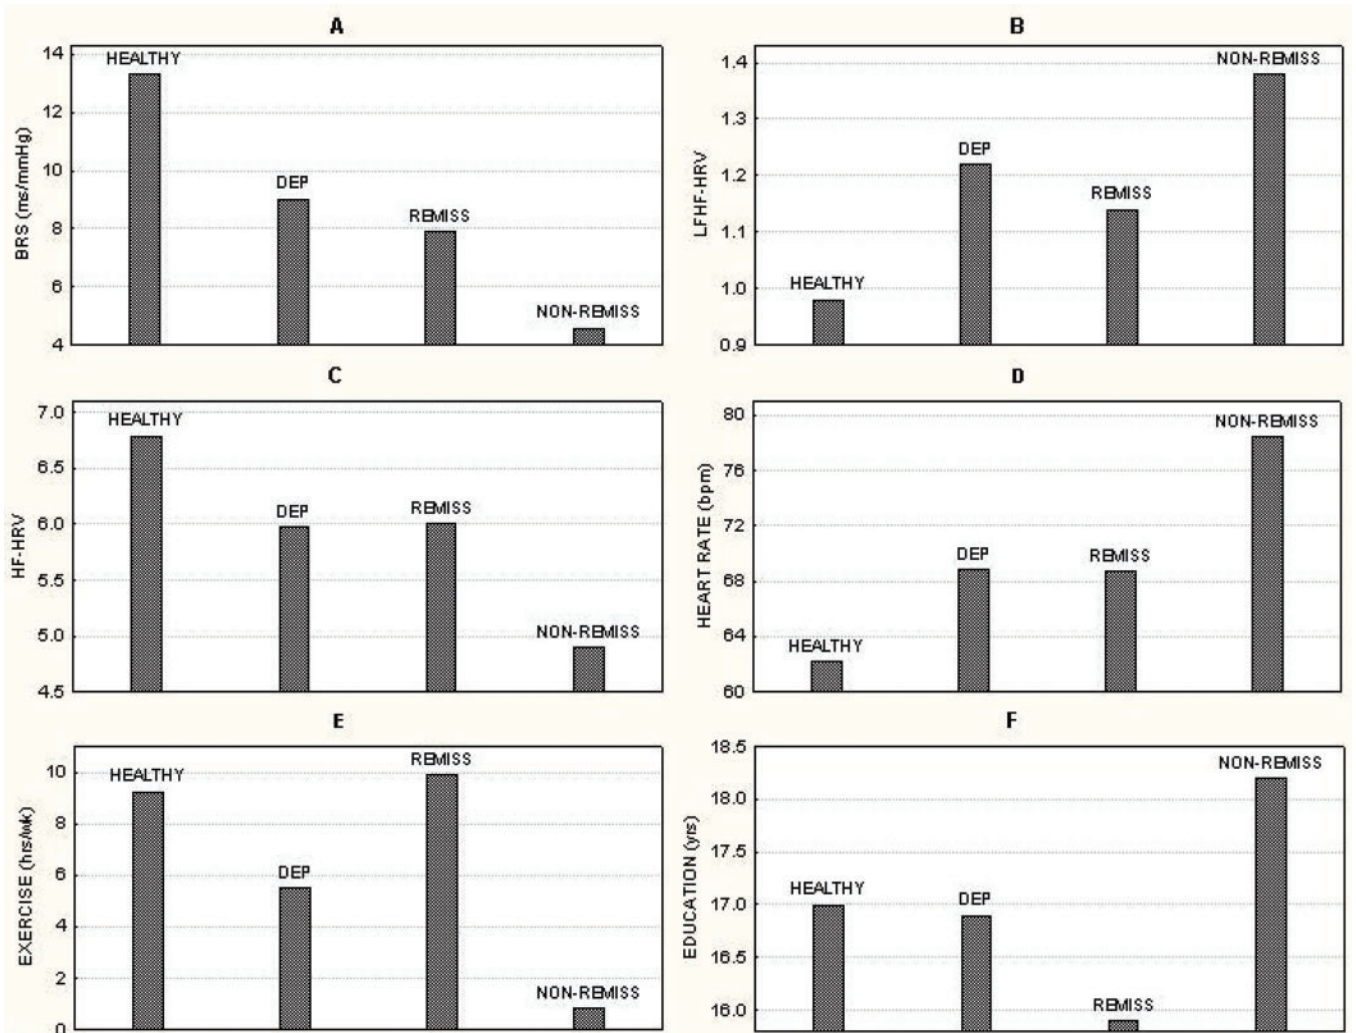 A
BRS (ms/mmHg)
14
12
10
8
6
4
HEALTHY
DEP
REMISS
NON-REMISS
B
LFHF-HRV
1.4
1.3
1.2
1.1
1.0
0.9
HEALTHY
DEP
REMISS
NON-REMISS
C
HF-HRV
7.0
6.5
6.0
5.5
5.0
4.5
HEALTHY
DEP
REMISS
NON-REMISS
D
HEART RATE (bpm)
80
76
72
68
64
60
HEALTHY
DEP
REMISS
NON-REMISS
E
EXERCISE (hrs/wk)
10
8
6
4
2
0
HEALTHY
DEP
REMISS
NON-REMISS
F
EDUCATION (yrs)
18.5
18.0
17.5
17.0
16.5
16.0
HEALTHY
DEP
REMISS
NON-REMISS